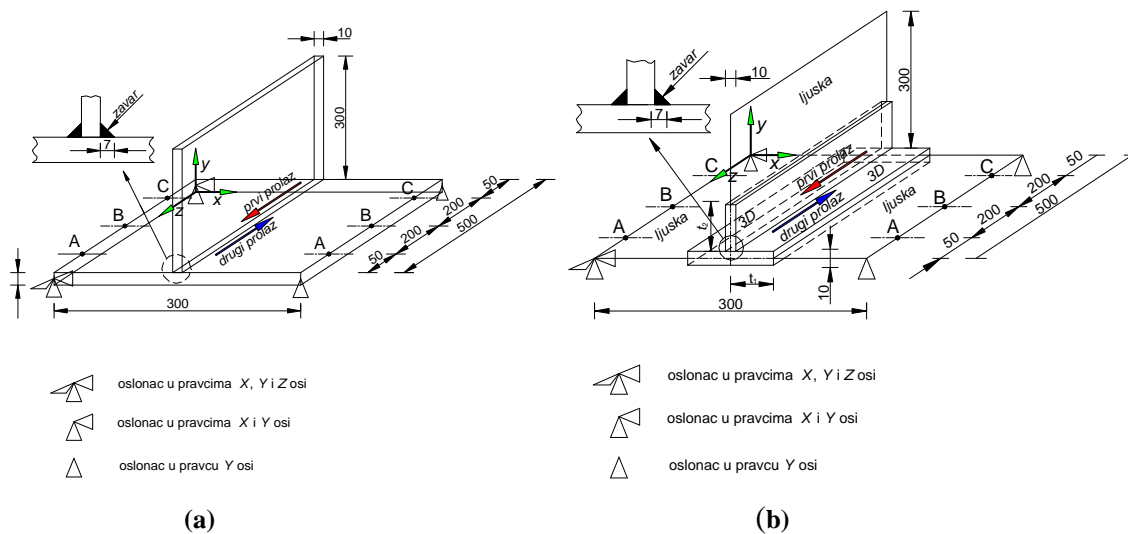 10
zavar
7
300
y
C
z
x
prvi prolaz
C
B
50
200
500
A
drugi prolaz
B
A
200
50
300
oslonac u pravcima X, Y i Z osi
oslonac u pravcima X i Y osi
oslonac u pravcu Y osi
(a)
zavar
10
7
ljuska
300
y
C
z
x
prvi prolaz
3D
C
50
B
200
500
3D
drugi prolaz
ljuska
B
A
ljuska
t₂
A
200
50
t₁
10
300
oslonac u pravcima X, Y i Z osi
oslonac u pravcima X i Y osi
oslonac u pravcu Y osi
(b)